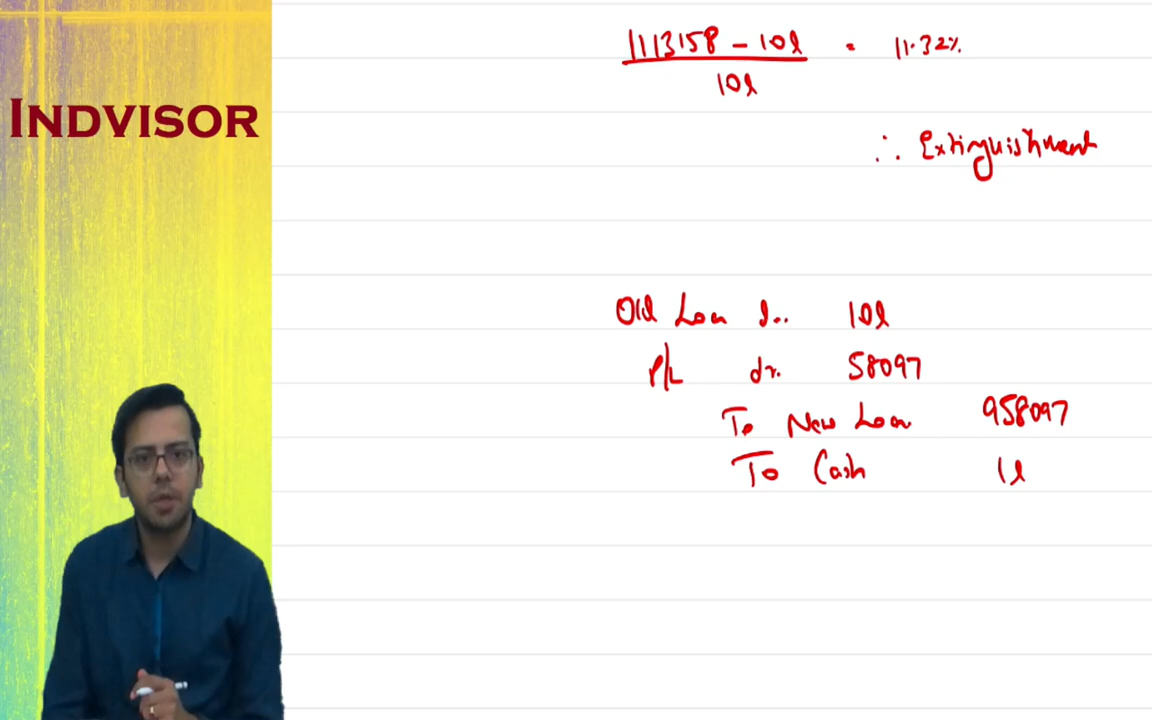 INDVISOR
1113158 - 10l = 11.32%
10l
∴ Extinguishment
Old Loan dr. 10l
P/L dr. 58097
To New Loan 958097
To Cash 1l